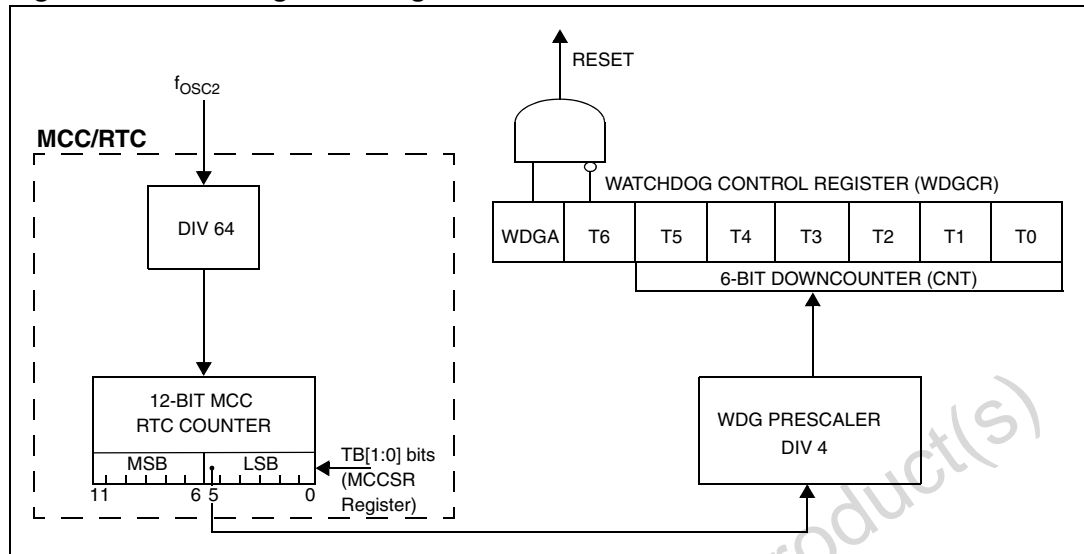 RESET
fOSC2
MCC/RTC
DIV 64
WATCHDOG CONTROL REGISTER (WDGCR)
WDGA T6 T5 T4 T3 T2 T1 T0
6-BIT DOWNCOUNTER (CNT)
12-BIT MCC
RTC COUNTER
MSB LSB
11 6 5 0
TB[1:0] bits
(MCCSR
Register)
WDG PRESCALER
DIV 4